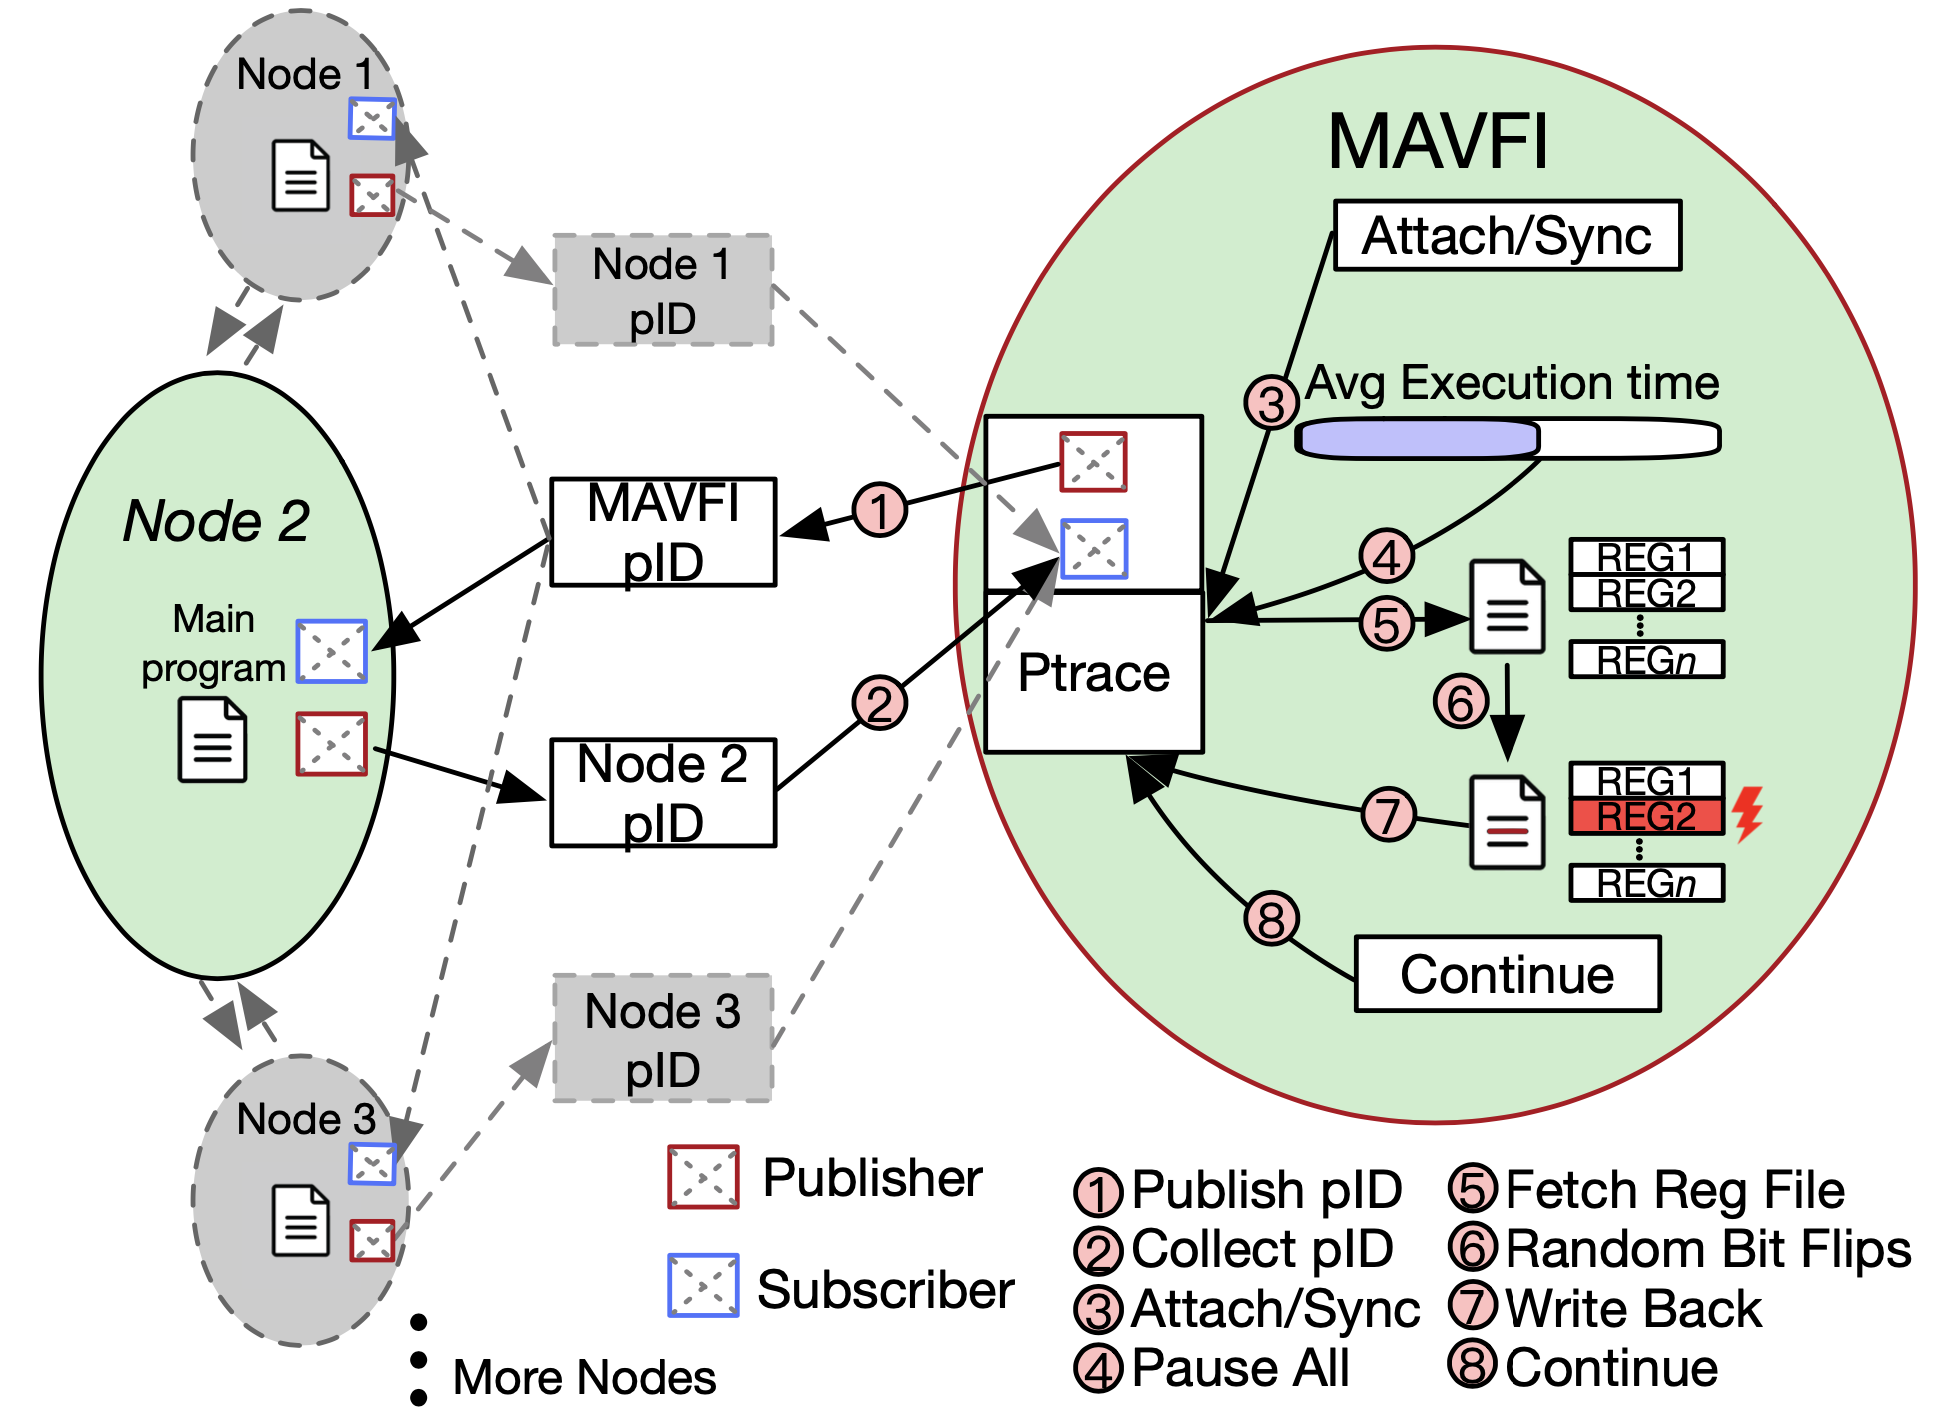 Node 1
Node 1
pID
MAVFI
Attach/Sync
Avg Execution time
3
1
MAVFI
pID
Node 2
Main
program
4
5
REG1
REG2
REGn
Ptrace
2
6
Node 2
pID
7
REG1
REG2
REGn
8
Continue
Node 3
pID
Node 3
Publisher
Subscriber
More Nodes
1 Publish pID
2 Collect pID
3 Attach/Sync
4 Pause All
5 Fetch Reg File
6 Random Bit Flips
7 Write Back
8 Continue